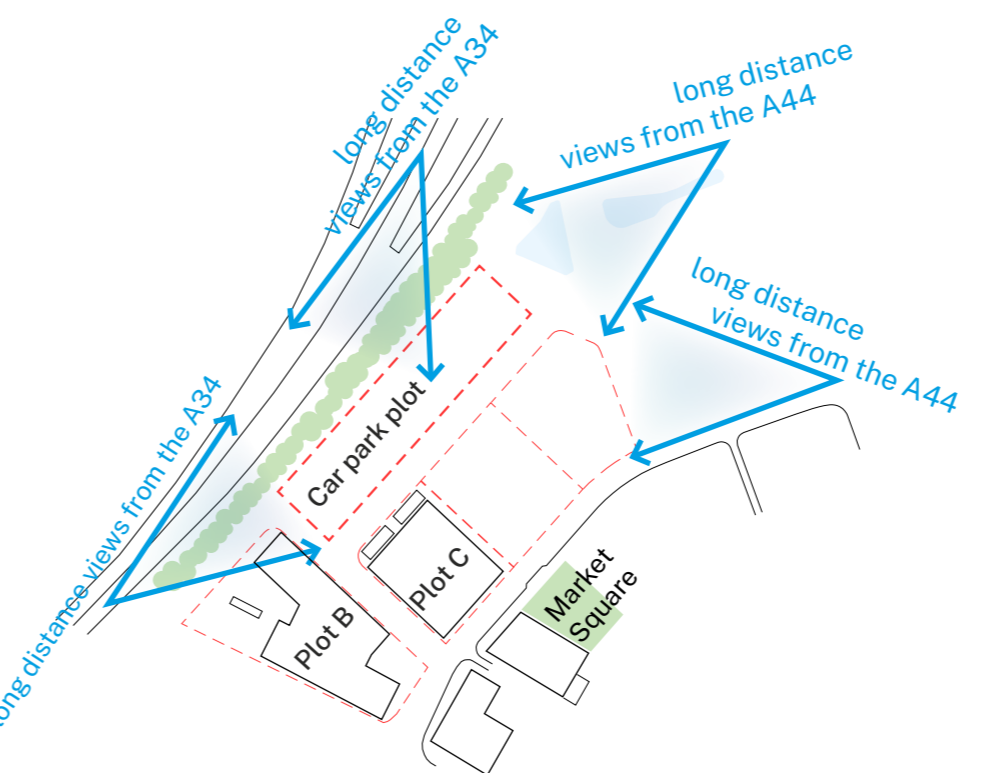 long distance
views from the A34
long distance
views from the A44
long distance
views from the A44
Car park plot
long distance views from the A34
Plot C
Market
Square
Plot B